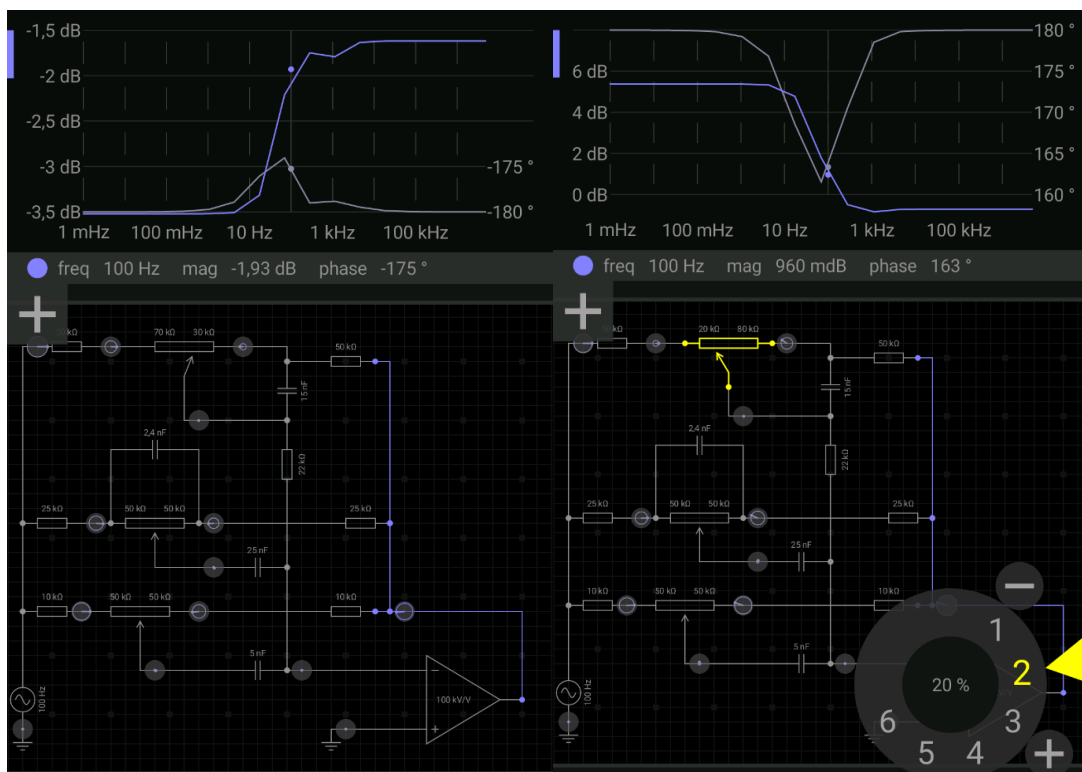 -1,5 dB
-2 dB
-2,5 dB
-3 dB
-175 °
-3,5 dB
-180 °
1 mHz 100 mHz 10 Hz 1 kHz 100 kHz
freq 100 Hz mag -1,93 dB phase -175 °
70 kΩ 30 kΩ
50 kΩ
15 nF
2,4 nF
22 kΩ
25 kΩ
50 kΩ 50 kΩ
25 kΩ
25 nF
10 kΩ
50 kΩ 50 kΩ
10 kΩ
5 nF
100 kV/V
100 Hz
180 °
6 dB
175 °
4 dB
170 °
2 dB
165 °
0 dB
160 °
1 mHz 100 mHz 10 Hz 1 kHz 100 kHz
freq 100 Hz mag 960 mdB phase 163 °
20 kΩ 80 kΩ
50 kΩ
15 nF
2,4 nF
22 kΩ
25 kΩ
50 kΩ 50 kΩ
25 kΩ
25 nF
10 kΩ
50 kΩ 50 kΩ
10 kΩ
5 nF
100 Hz
1
2
20 %
3
6
5
4